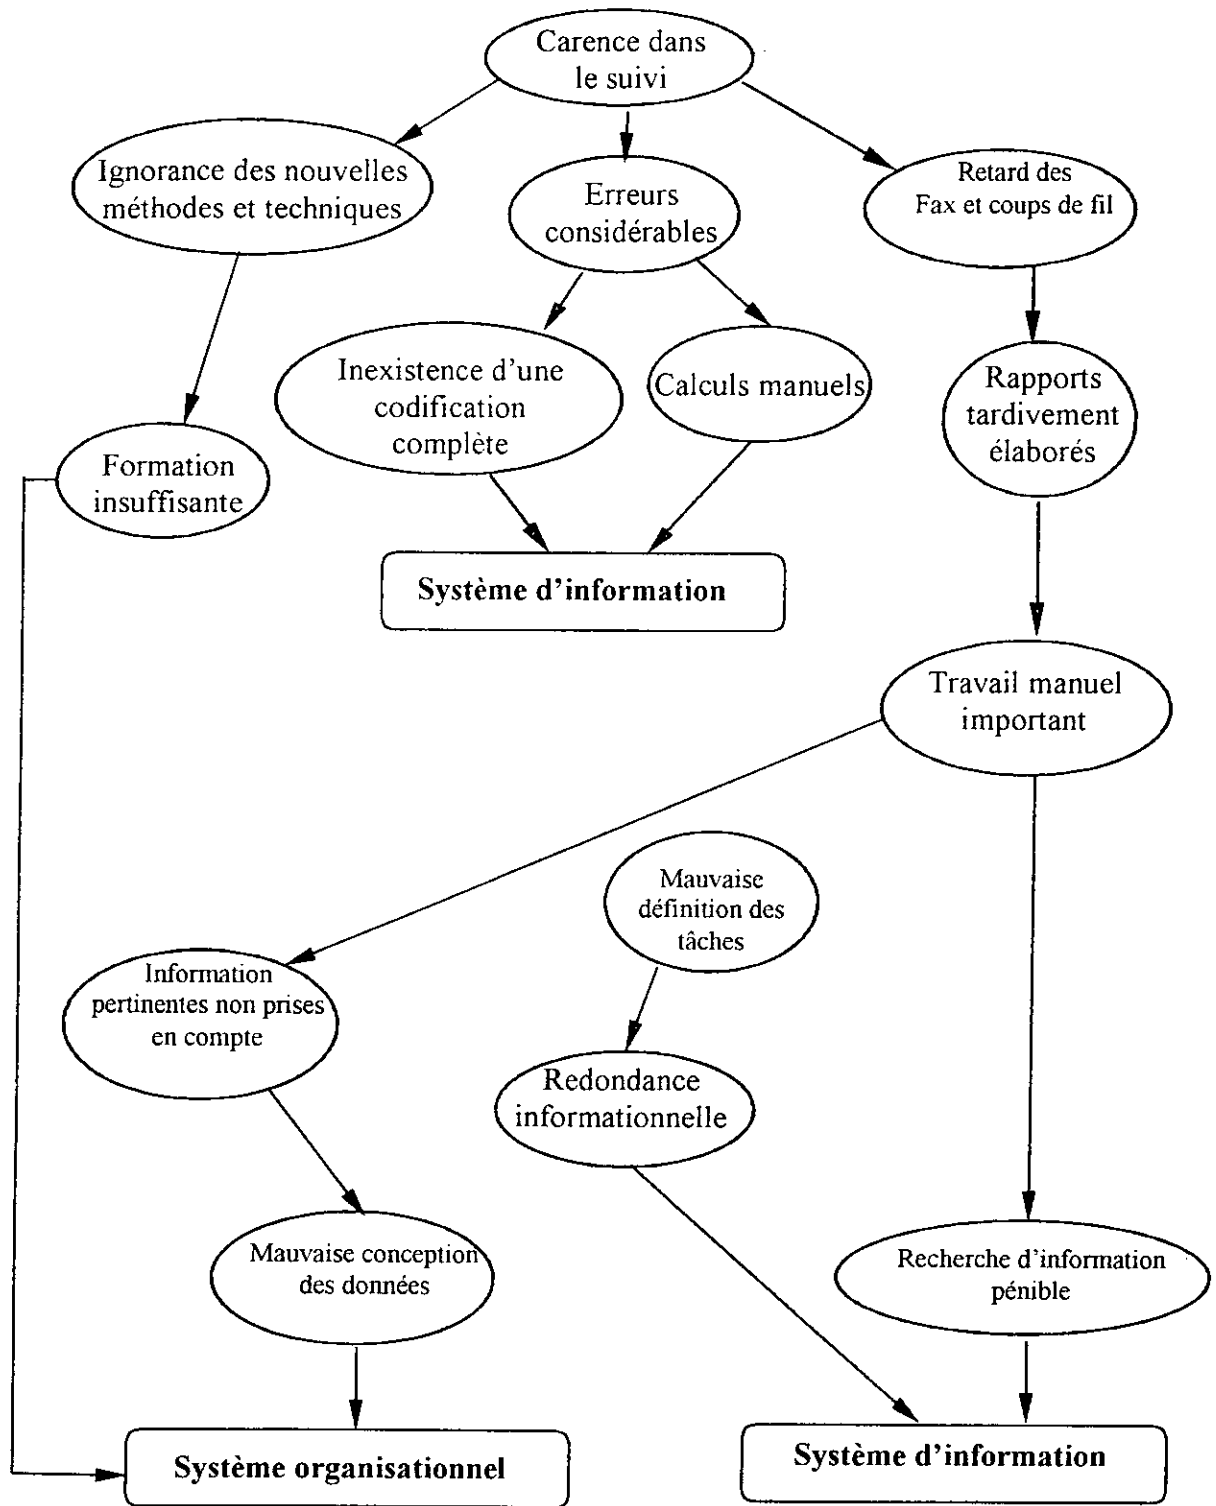 Carence dans
le suivi
Ignorance des nouvelles
méthodes et techniques
Erreurs
considérables
Retard des
Fax et coups de fil
Inexistence d'une
codification
complète
Calculs manuels
Rapports
tardivement
élaborés
Formation
insuffisante
Système d'information
Travail manuel
important
Mauvaise
définition des
tâches
Information
pertinentes non prises
en compte
Redondance
informationnelle
Mauvaise conception
des données
Recherche d'information
pénible
Système organisationnel
Système d'information